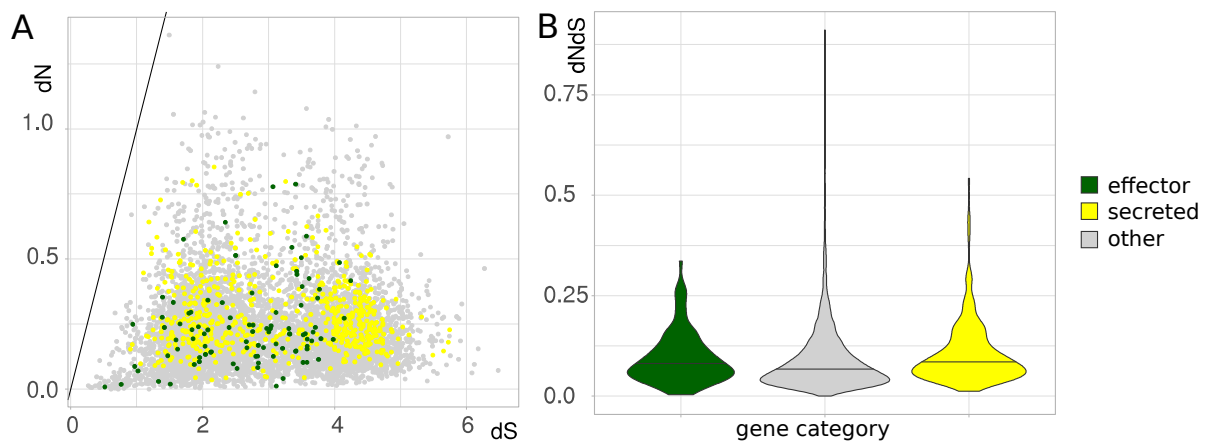 A
dN
1.0
0.5
0.0
0
2
4
6
dS
B
dNdS
0.75
0.5
0.25
0.0
gene category
effector
secreted
other